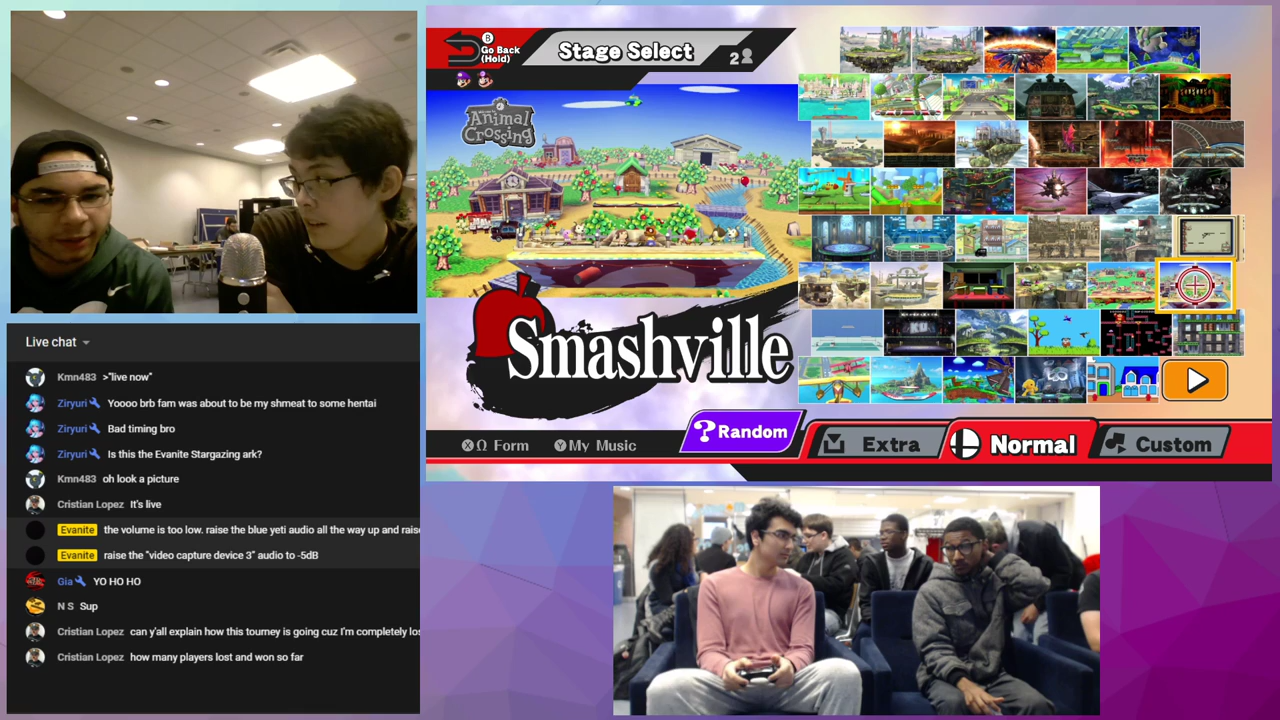 B
Go Back
(Hold)
Stage Select
2
Animal
Crossing
Smashville
X Ω Form
Y My Music
? Random
Extra
Normal
Custom
Live chat
Kmn483 >"live now"
Ziryuri Yoooo brb fam was about to be my shmeat to some hentai
Ziryuri Bad timing bro
Ziryuri Is this the Evanite Stargazing ark?
Kmn483 oh look a picture
Cristian Lopez It's live
Evanite the volume is too low. raise the blue yeti audio all the way up and raise
Evanite raise the "video capture device 3" audio to -5dB
Gia YO HO HO
N S Sup
Cristian Lopez can y'all explain how this tourney is going cuz I'm completely los
Cristian Lopez how many players lost and won so far